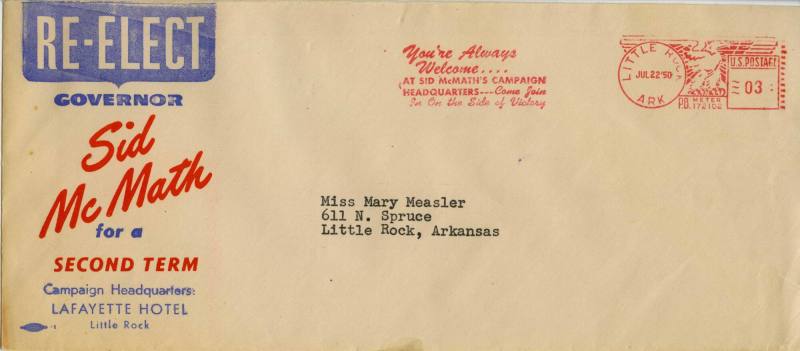 RE-ELECT
GOVERNOR
Sid
McMath
for a
SECOND TERM
Campaign Headquarters:
LAFAYETTE HOTEL
Little Rock
You're Always
Welcome....
AT SID McMATH'S CAMPAIGN
HEADQUARTERS---Come Join
In On the Side of Victory
LITTLE ROCK
JUL 22 '50
ARK
U.S. POSTAGE
03
P.B. METER
172162
Miss Mary Measler
611 N. Spruce
Little Rock, Arkansas